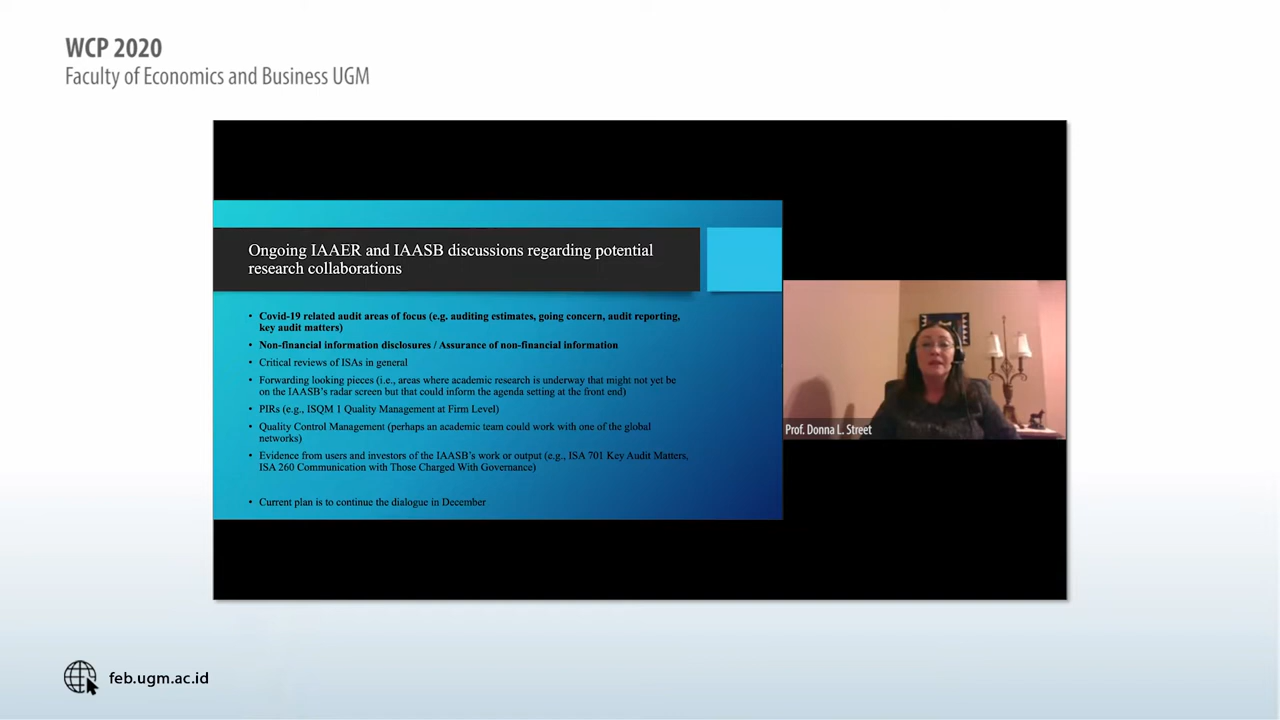 WCP 2020
Faculty of Economics and Business UGM
Ongoing IAAER and IAASB discussions regarding potential
research collaborations
• Covid-19 related audit areas of focus (e.g. auditing estimates, going concern, audit reporting,
key audit matters)
• Non-financial information disclosures / Assurance of non-financial information
• Critical reviews of ISAs in general
• Forwarding looking pieces (i.e., areas where academic research is underway that might not yet be
on the IAASB's radar screen but that could inform the agenda setting at the front end)
• PIRs (e.g., ISQM 1 Quality Management at Firm Level)
• Quality Control Management (perhaps an academic team could work with one of the global
networks)
• Evidence from users and investors of the IAASB's work or output (e.g., ISA 701 Key Audit Matters,
ISA 260 Communication with Those Charged With Governance)
• Current plan is to continue the dialogue in December
Prof. Donna L. Street
feb.ugm.ac.id